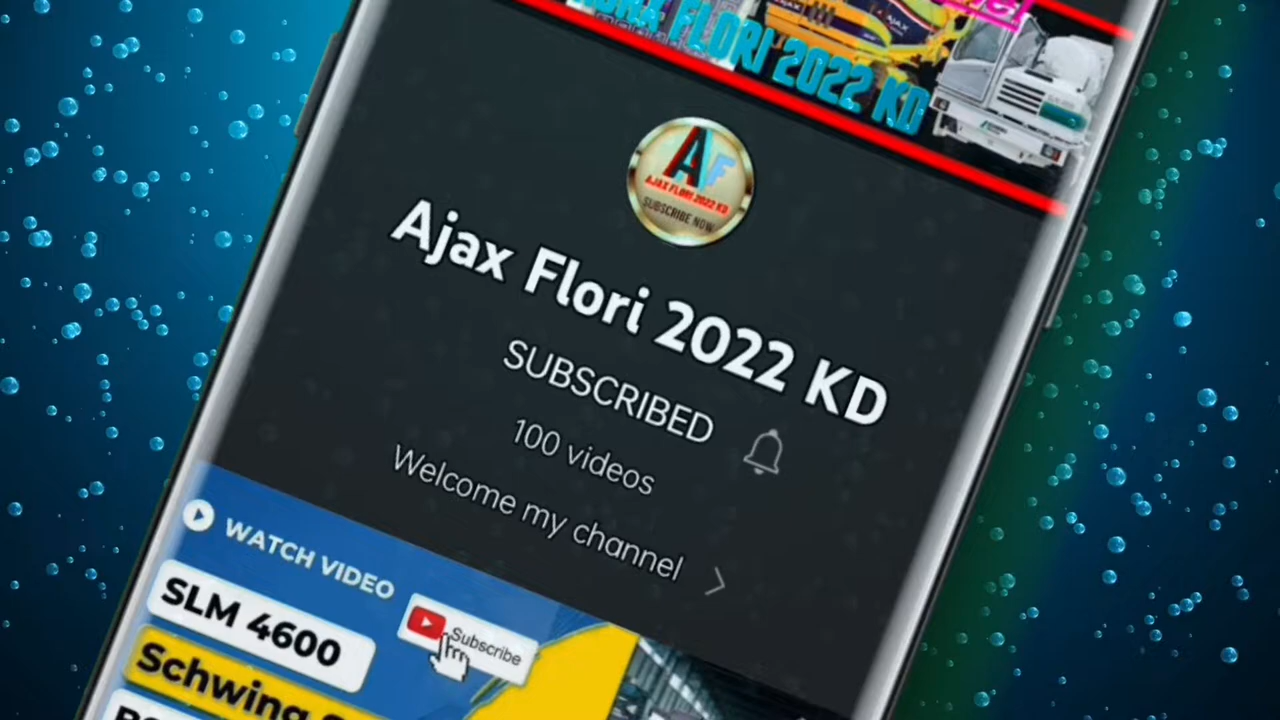 FLORI 2022 KD
AF
AJAX FLORI 2022 KD
SUBSCRIBE NOW
Ajax Flori 2022 KD
SUBSCRIBED
100 videos
Welcome my channel
WATCH VIDEO
SLM 4600
Subscribe
Schwing